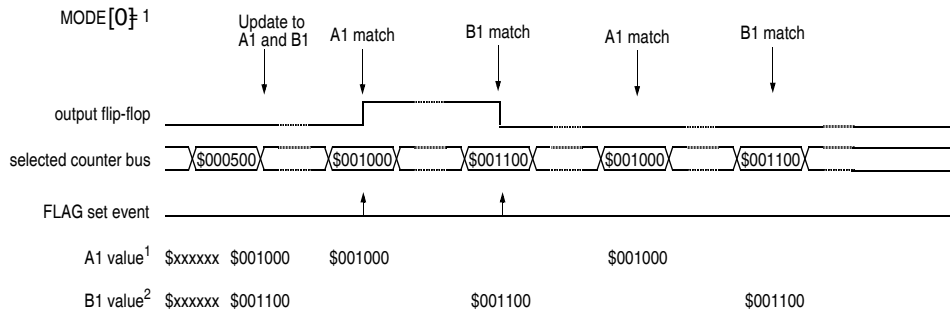 MODE[0]= 1
Update to
A1 and B1
A1 match
B1 match
A1 match
B1 match
output flip-flop
selected counter bus
$000500
$001000
$001100
$001000
$001100
FLAG set event
A1 value1 $xxxxxx $001000 $001000 $001000
B1 value2 $xxxxxx $001100 $001100 $001100